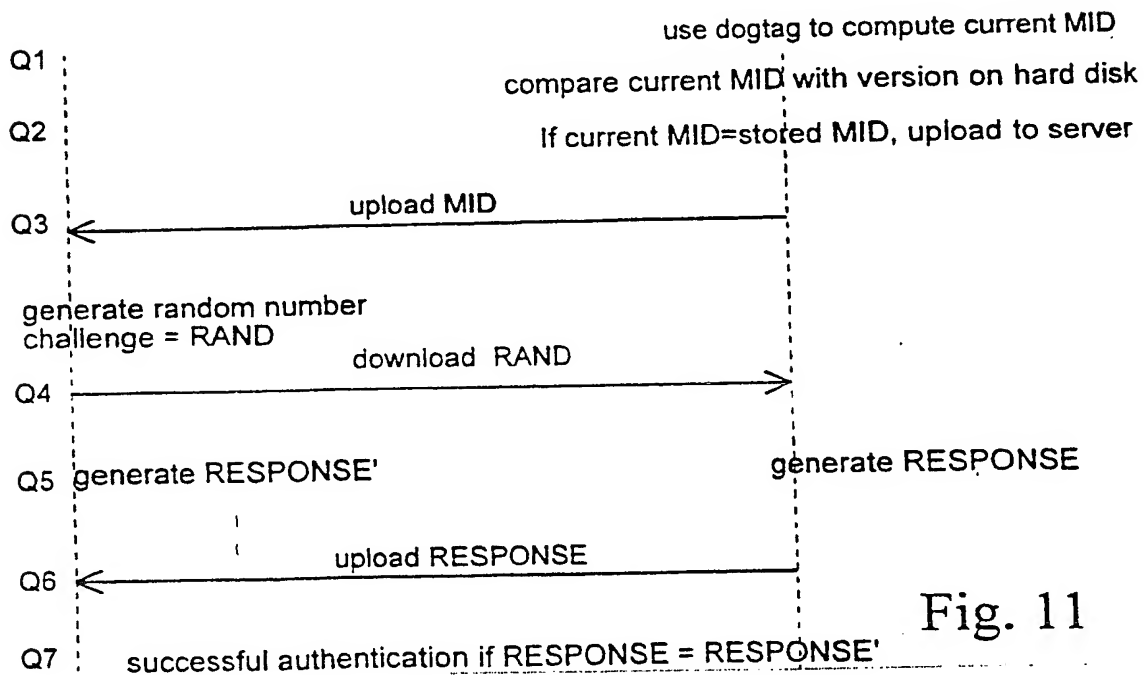 use dogtag to compute current MID
Q1
compare current MID with version on hard disk
Q2
If current MID=stored MID, upload to server
upload MID
Q3
generate random number
challenge = RAND
download RAND
Q4
Q5 generate RESPONSE' generate RESPONSE
upload RESPONSE
Q6
Fig. 11
Q7 successful authentication if RESPONSE = RESPONSE'